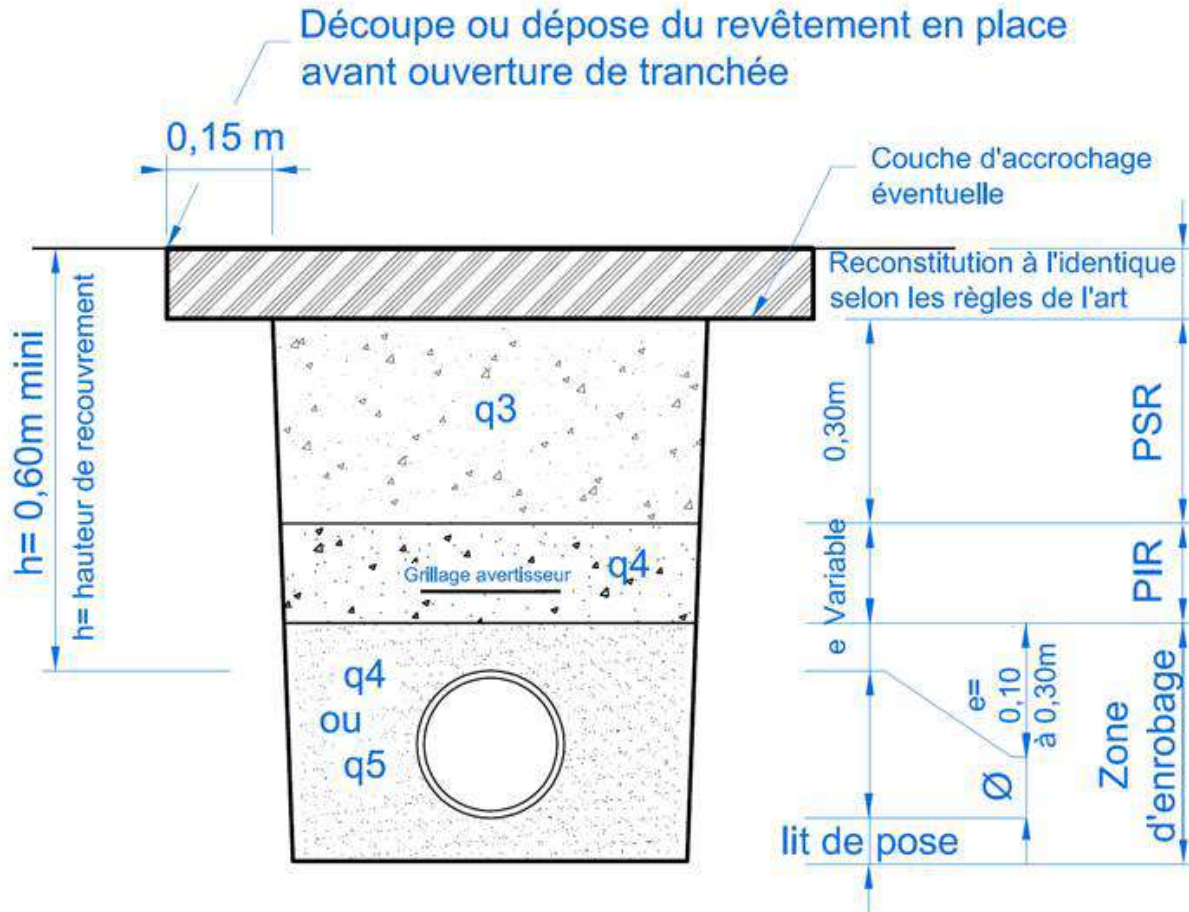 Découpe ou dépose du revêtement en place
avant ouverture de tranchée
0,15 m
Couche d'accrochage
éventuelle
Reconstitution à l'identique
selon les règles de l'art
h= 0,60m mini
h= hauteur de recouvrement
q3
0,30m
PSR
Grillage avertisseur
q4
e Variable
PIR
q4
ou
q5
e=
0,10
à 0,30m
Ø
Zone
d'enrobage
lit de pose